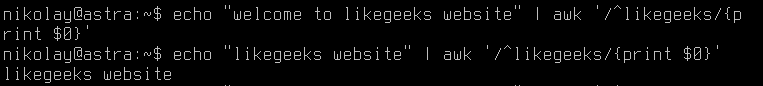 nikolay@astra:~$ echo "welcome to likegeeks website" | awk '/^likegeeks/{p
rint $0}'
nikolay@astra:~$ echo "likegeeks website" | awk '/^likegeeks/{print $0}'
likegeeks website